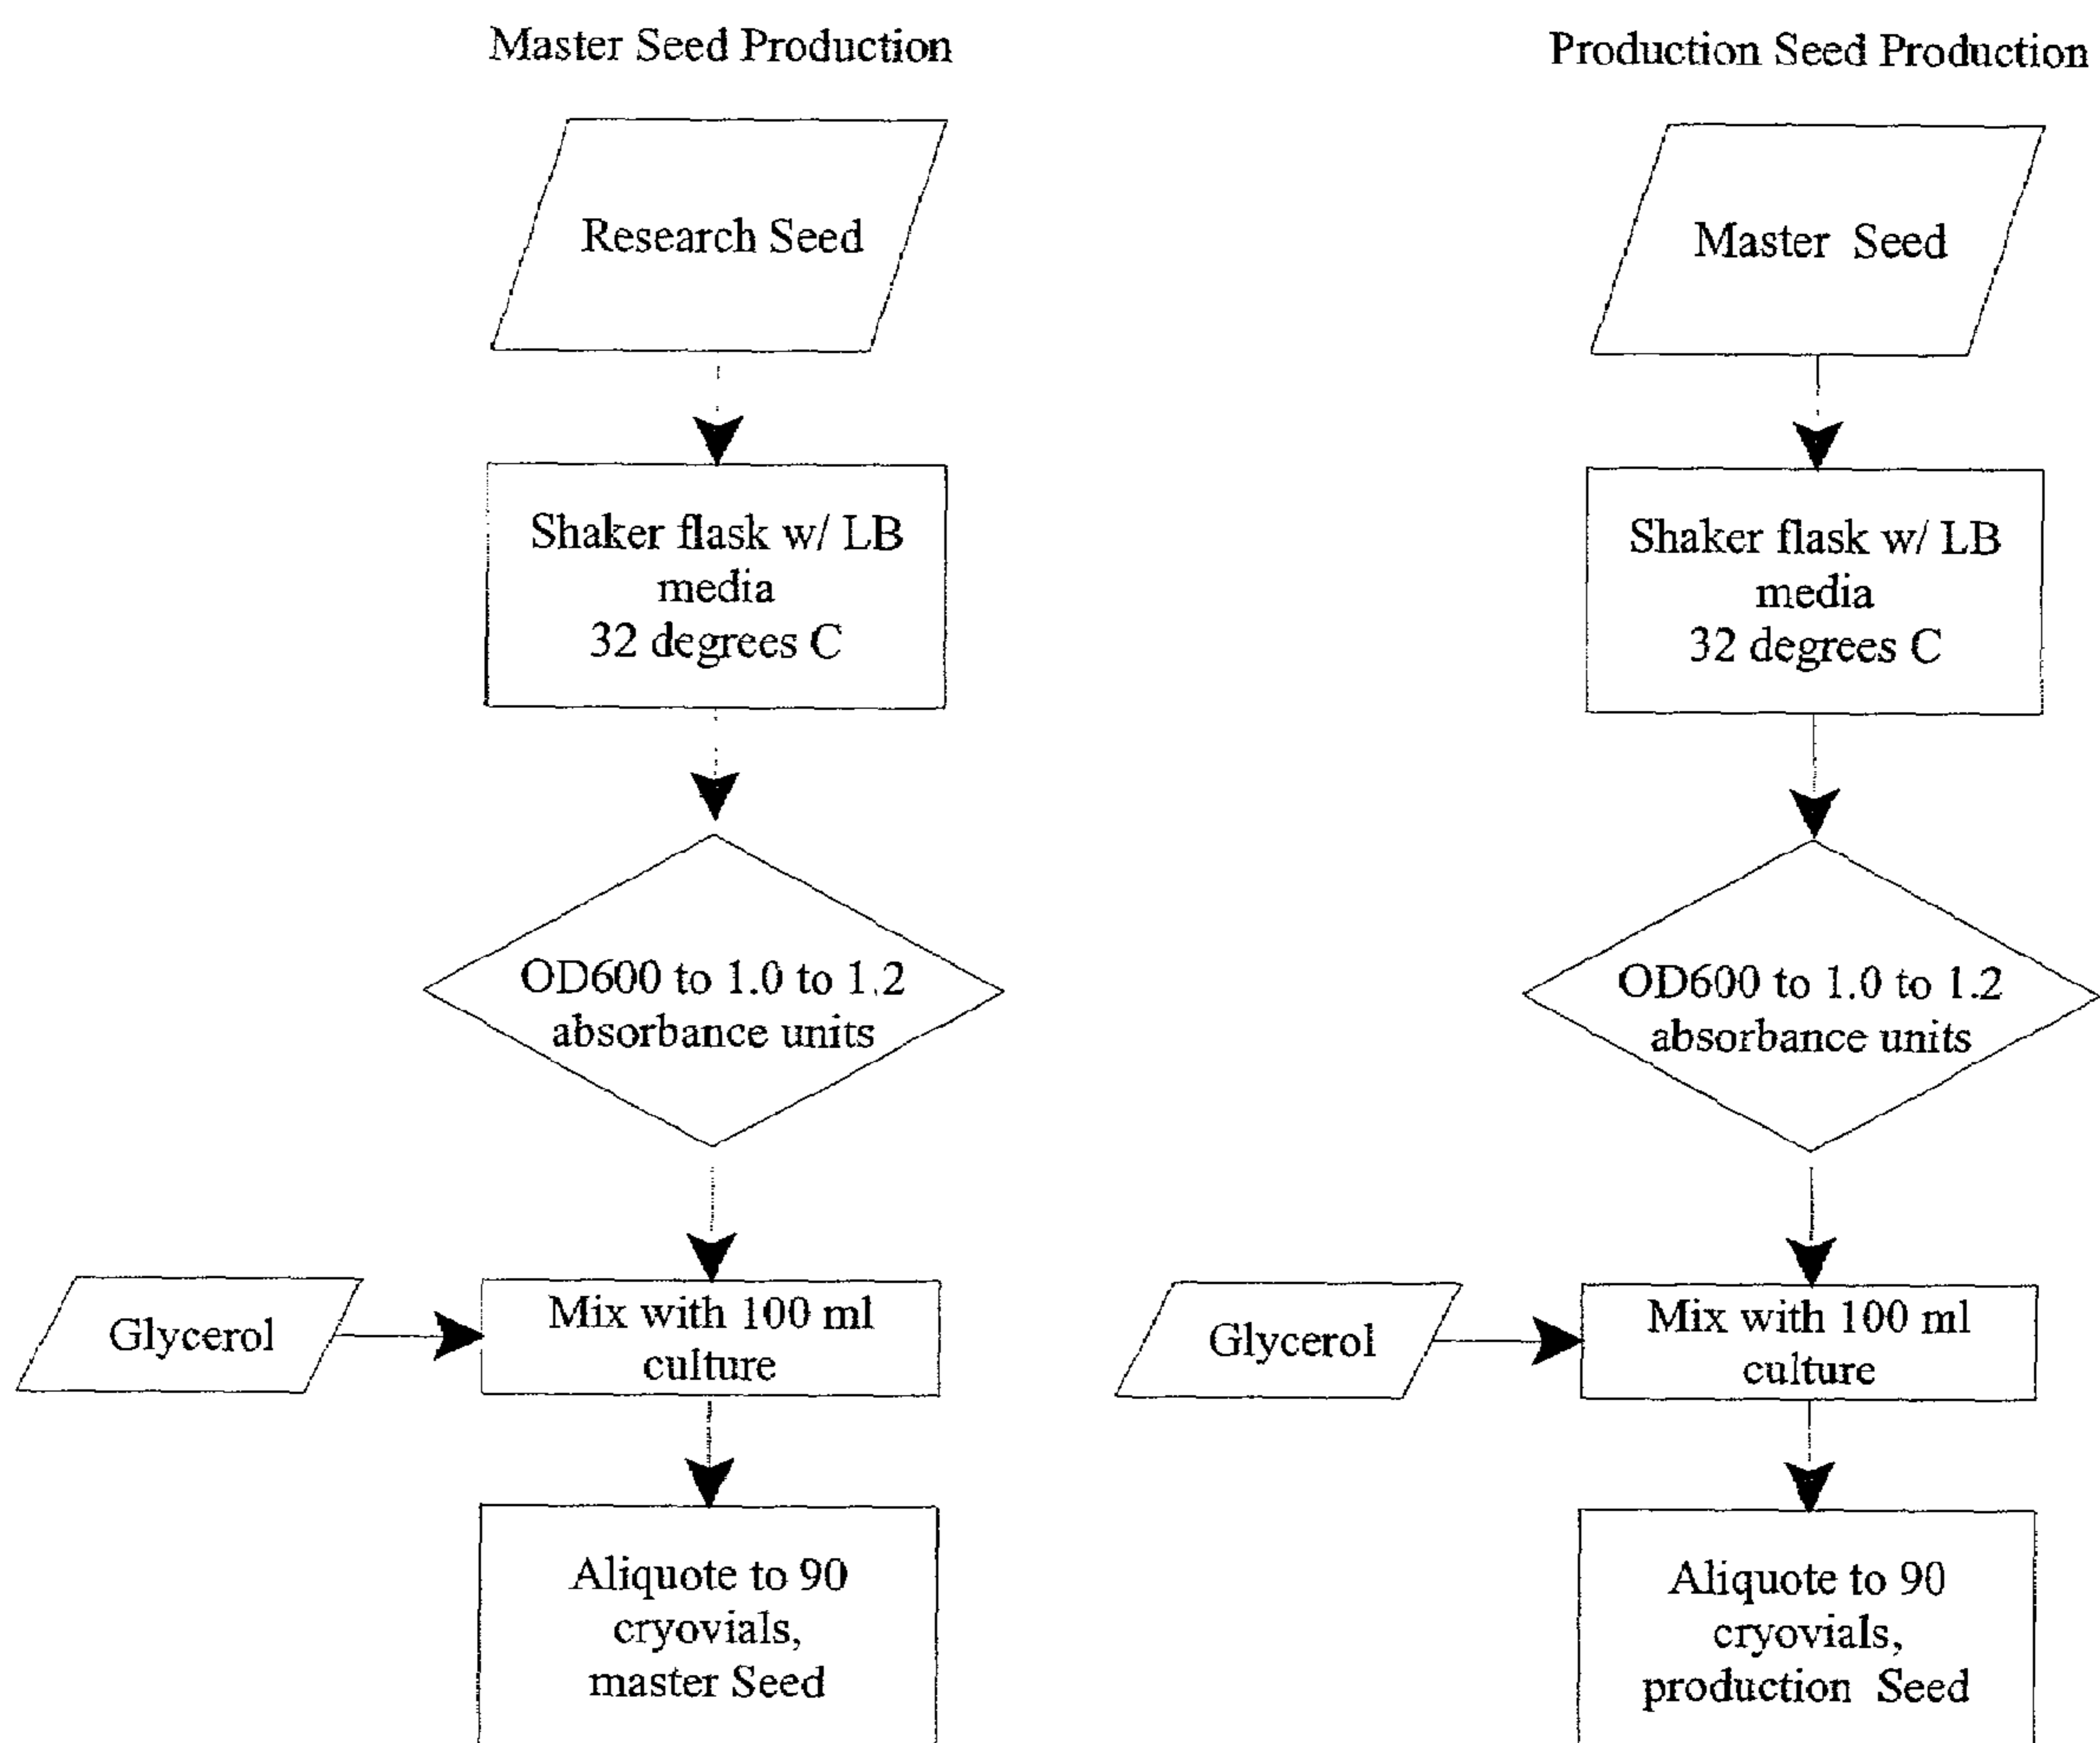 Master Seed Production
Research Seed
Shaker flask w/ LB
media
32 degrees C
OD600 to 1.0 to 1.2
absorbance units
Glycerol
Mix with 100 ml
culture
Aliquote to 90
cryovials,
master Seed
Production Seed Production
Master Seed
Shaker flask w/ LB
media
32 degrees C
OD600 to 1.0 to 1.2
absorbance units
Glycerol
Mix with 100 ml
culture
Aliquote to 90
cryovials,
production Seed